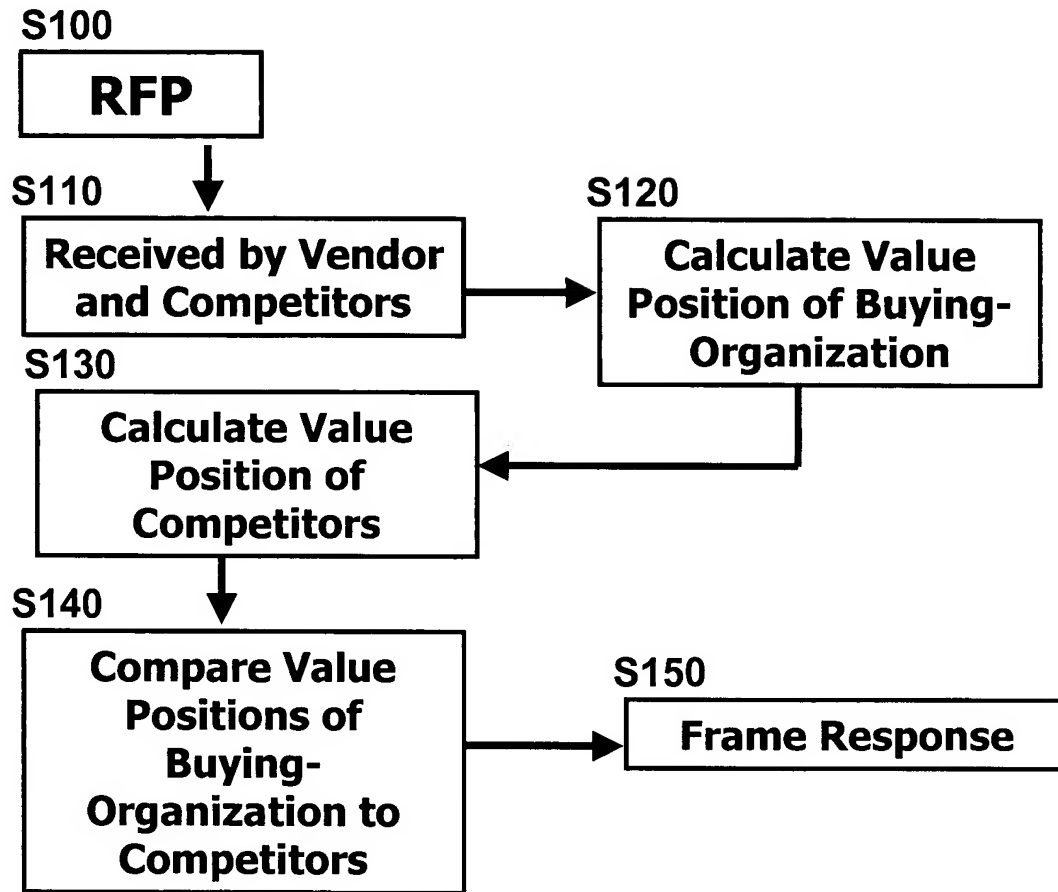 S100
RFP
S110
Received by Vendor
and Competitors
S120
Calculate Value
Position of Buying-
Organization
S130
Calculate Value
Position of
Competitors
S140
Compare Value
Positions of
Buying-
Organization to
Competitors
S150
Frame Response